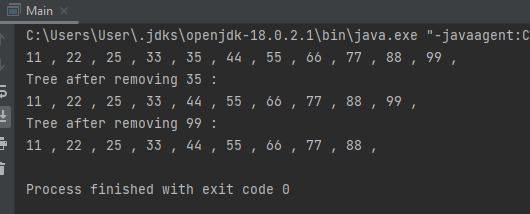 Main
C:\Users\User\.jdks\openjdk-18.0.2.1\bin\java.exe "-javaagent:C
11 , 22 , 25 , 33 , 35 , 44 , 55 , 66 , 77 , 88 , 99 ,
Tree after removing 35 :
11 , 22 , 25 , 33 , 44 , 55 , 66 , 77 , 88 , 99 ,
Tree after removing 99 :
11 , 22 , 25 , 33 , 44 , 55 , 66 , 77 , 88 ,
Process finished with exit code 0